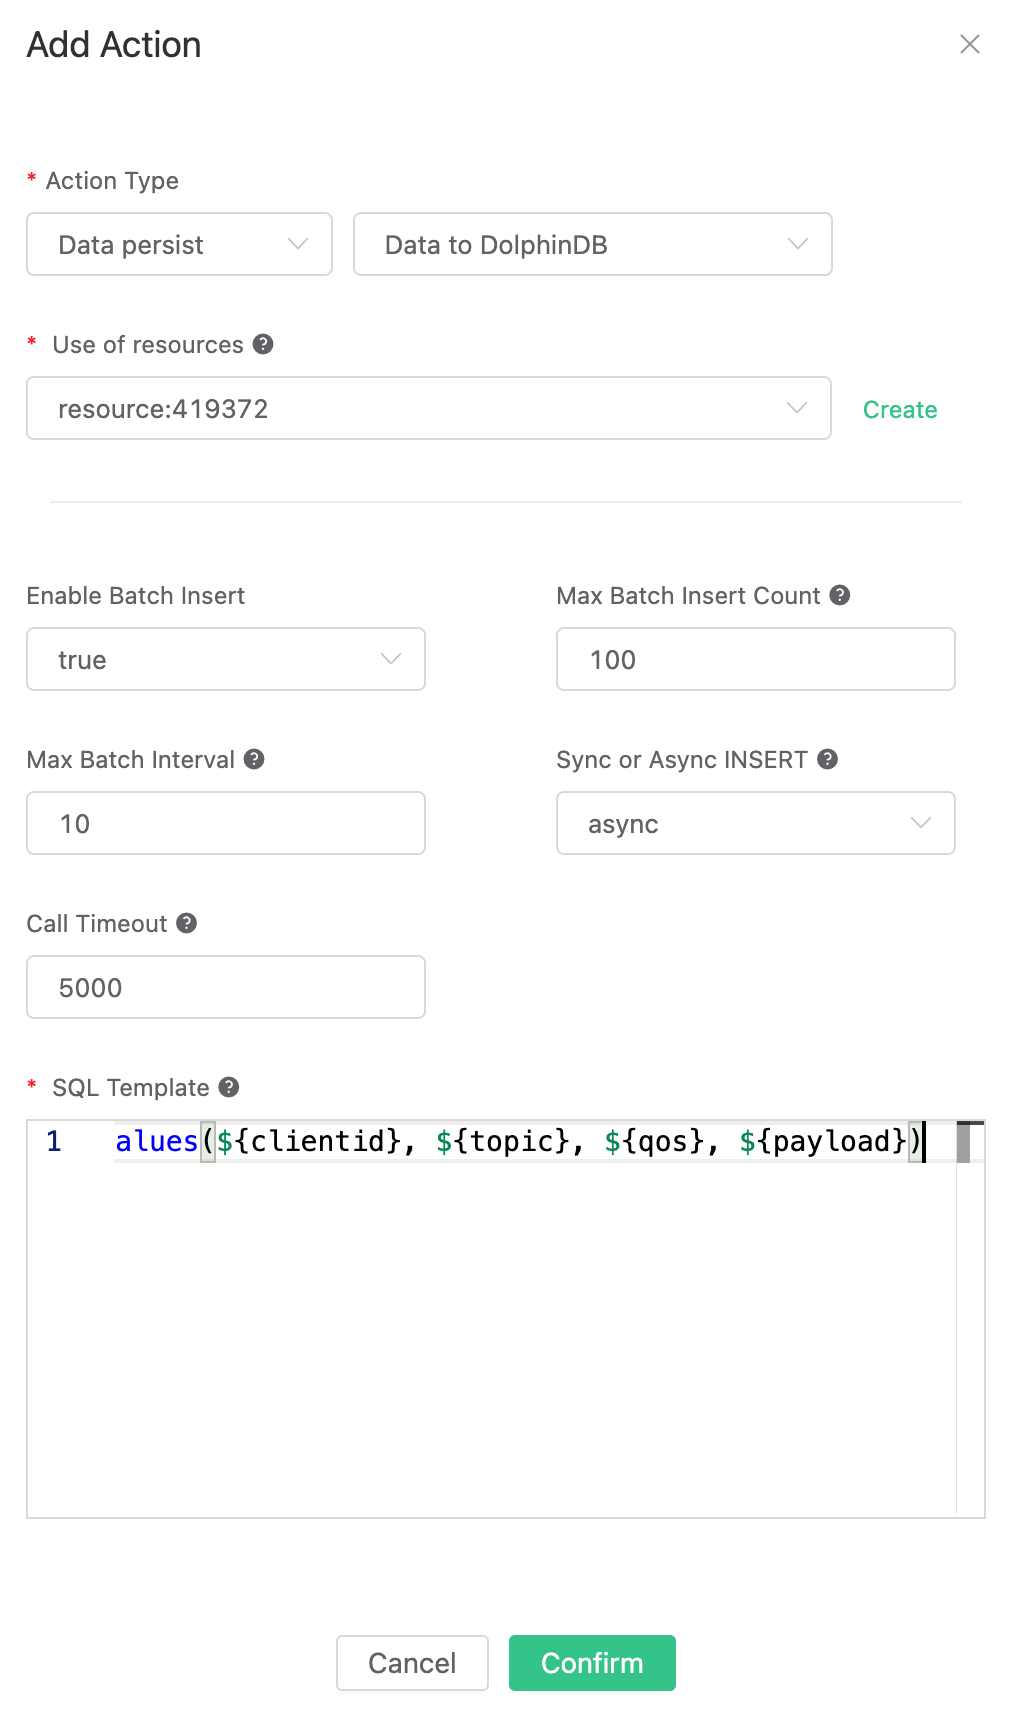 Add Action
* Action Type
Data persist
Data to DolphinDB
* Use of resources
resource:419372
Create
Enable Batch Insert
Max Batch Insert Count
true
100
Max Batch Interval
Sync or Async INSERT
10
async
Call Timeout
5000
* SQL Template
1 alues(${clientid}, ${topic}, ${qos}, ${payload})
Cancel
Confirm